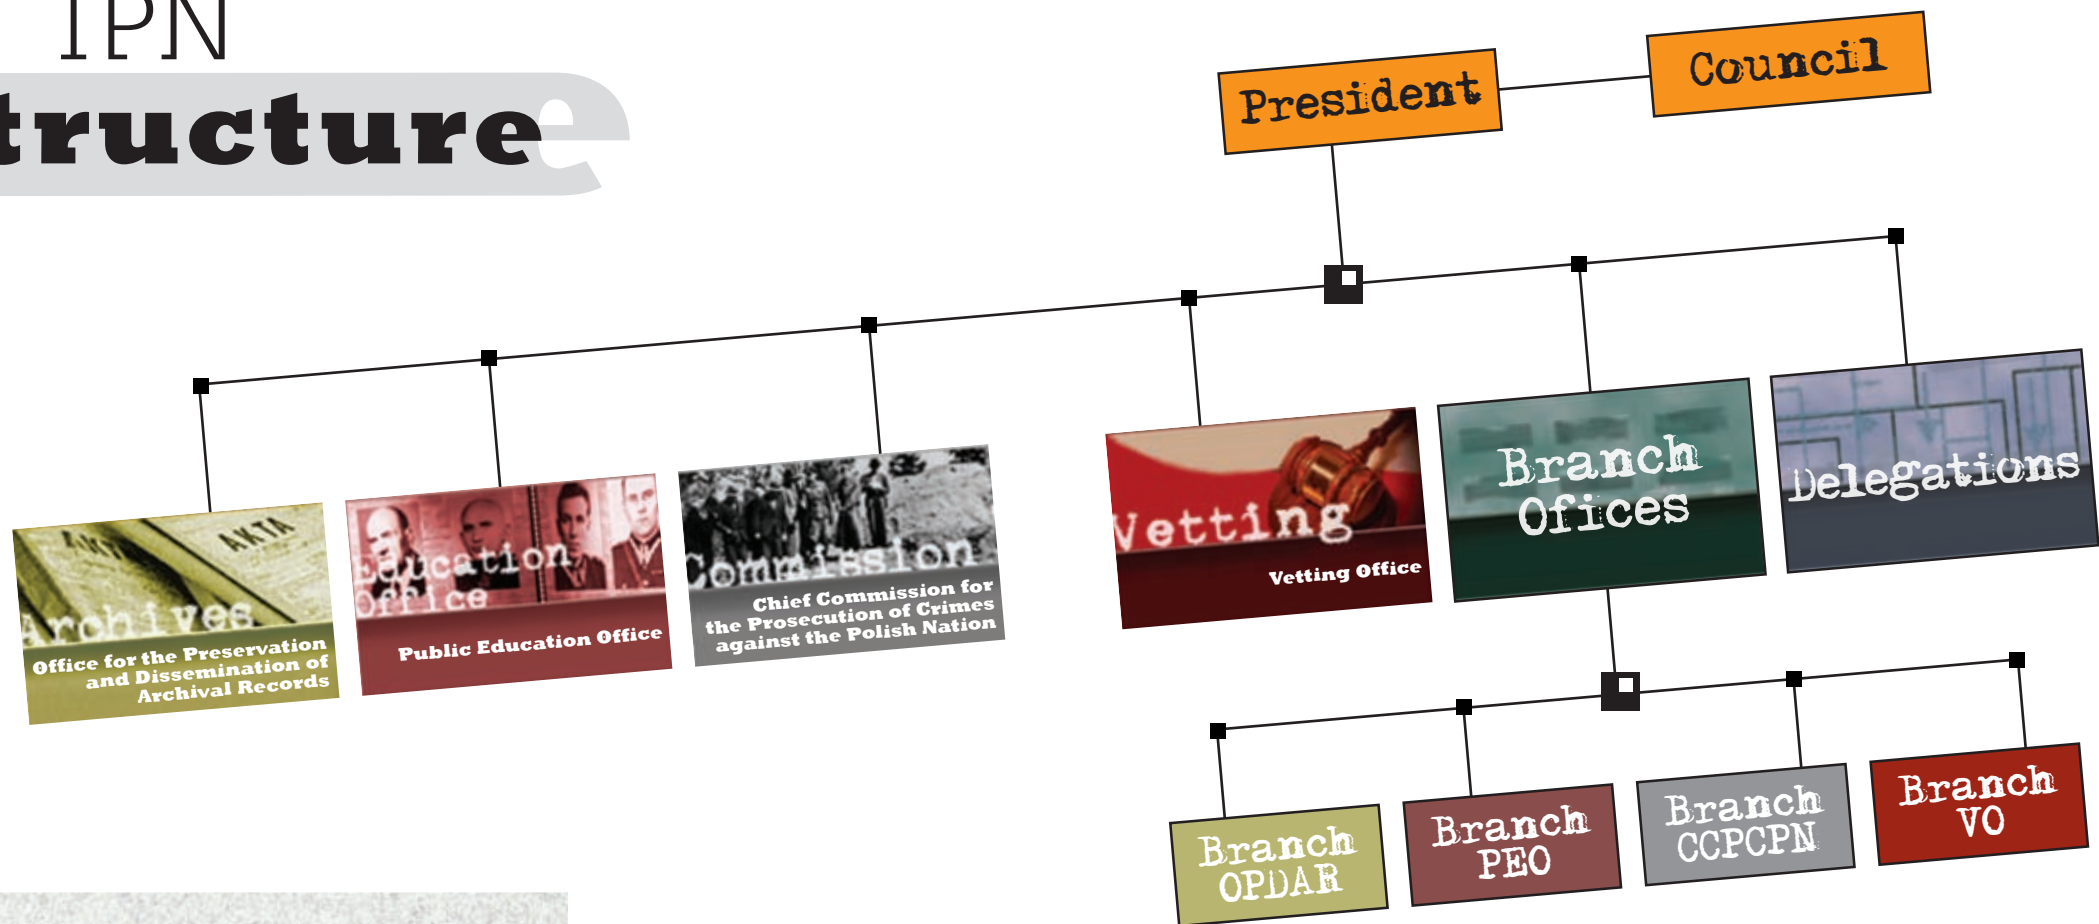 IPN
tructure
President
Council
AKTA
AKTA
Archives
Office for the Preservation
and Dissemination of
Archival Records
Education
Office
Public Education Office
Commission
Chief Commission for
the Prosecution of Crimes
against the Polish Nation
Vetting
Vetting Office
Branch
Ofices
Delegations
Branch
OPDAR
Branch
PEO
Branch
CCPCPN
Branch
VO